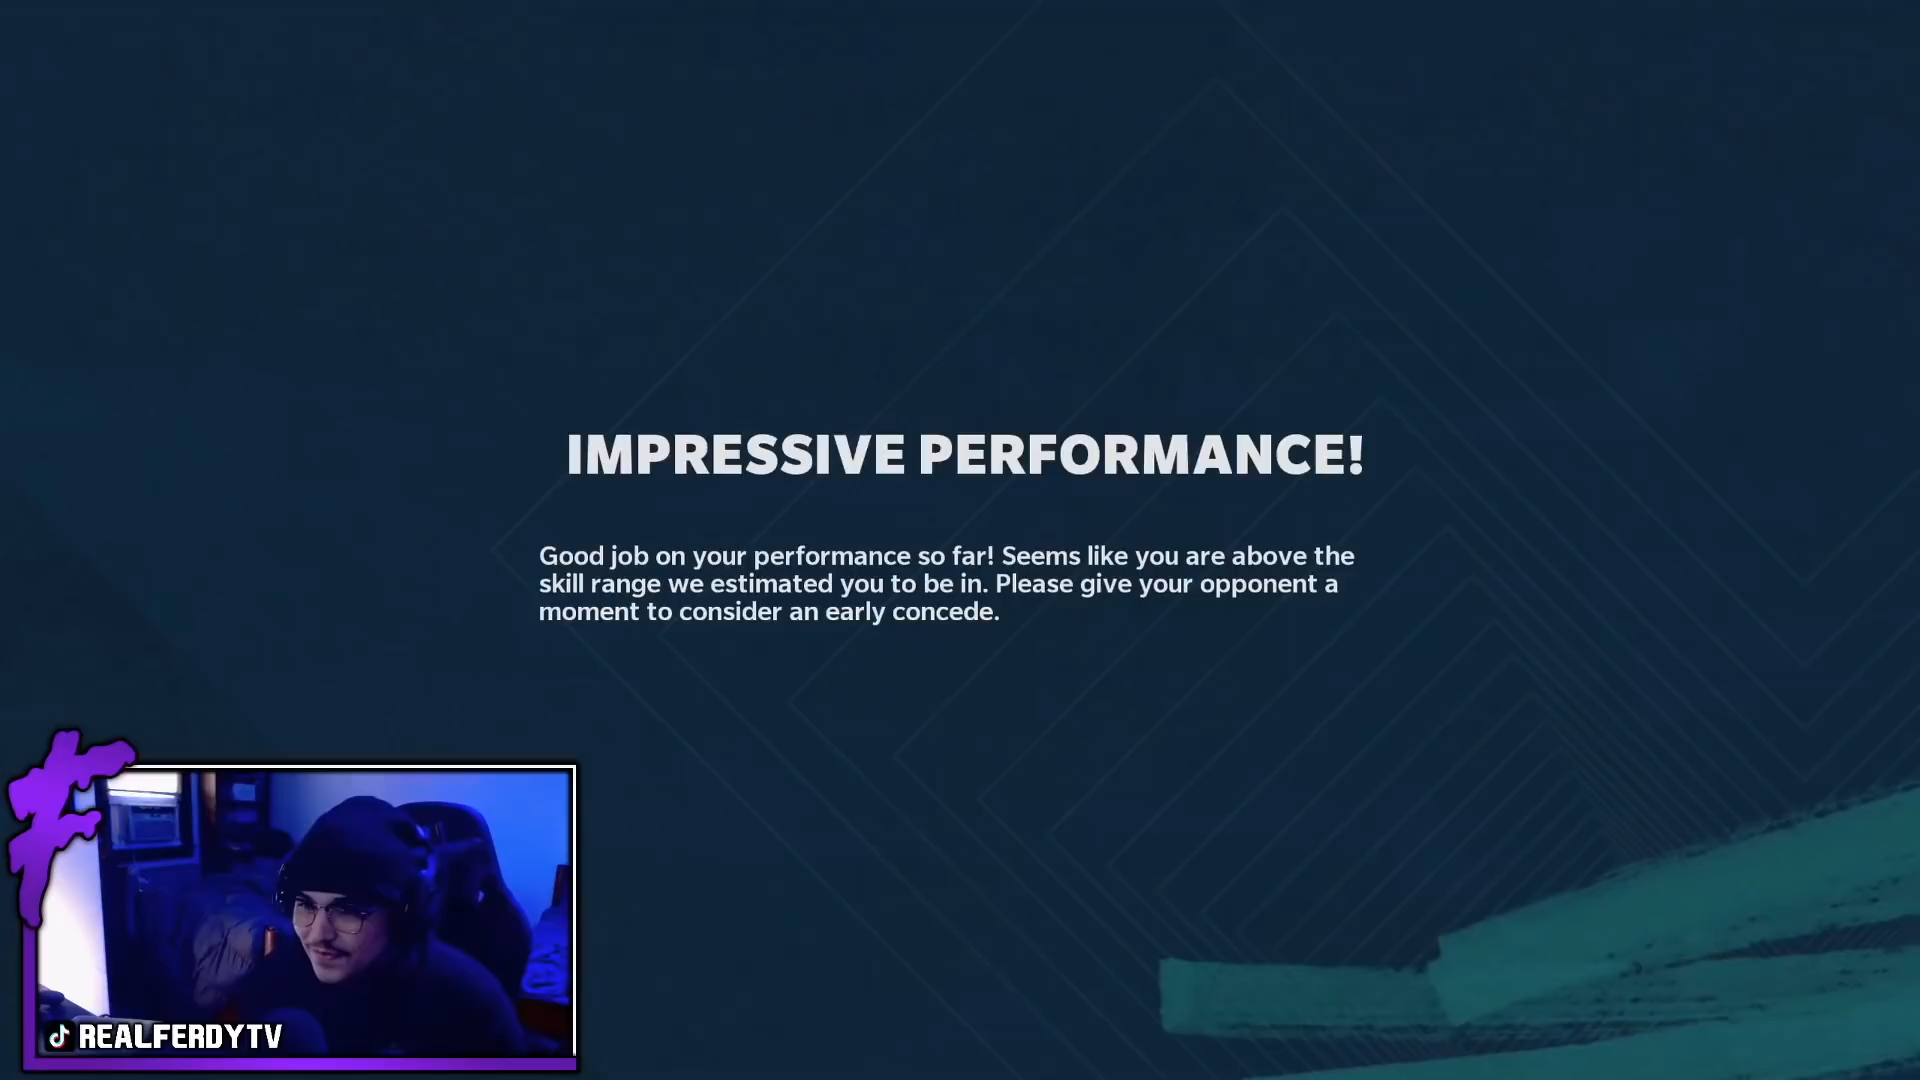 IMPRESSIVE PERFORMANCE!
Good job on your performance so far! Seems like you are above the
skill range we estimated you to be in. Please give your opponent a
moment to consider an early concede.
REALFERDYTV